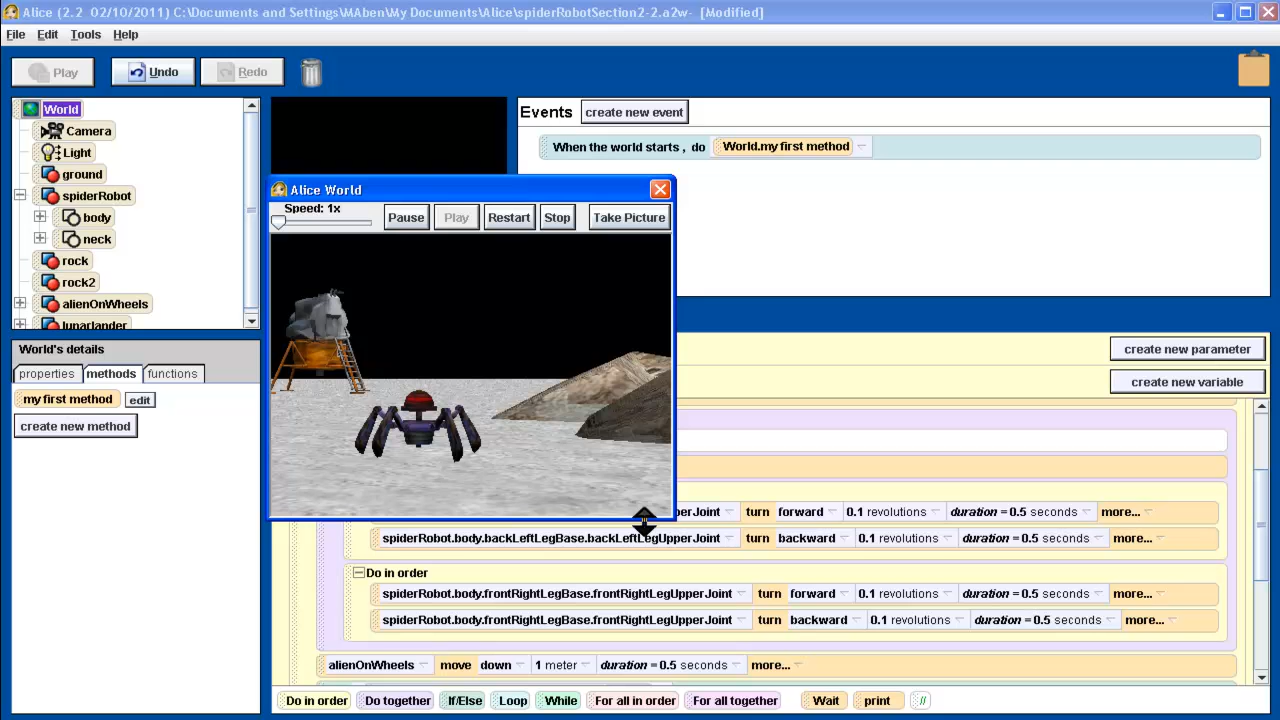 Alice (2.2 02/10/2011) C:\Documents and Settings\MAben\My Documents\Alice\spiderRobotSection2-2.a2w- [Modified]
File Edit Tools Help
Play Undo Redo
World
Camera
Light
ground
spiderRobot
body
neck
rock
rock2
alienOnWheels
lunarlander
Events create new event
When the world starts , do World.my first method
Alice World
Speed: 1x
Pause Play Restart Stop Take Picture
World's details
properties methods functions
my first method edit
create new method
create new parameter
create new variable
upperJoint turn forward 0.1 revolutions duration = 0.5 seconds more...
spiderRobot.body.backLeftLegBase.backLeftLegUpperJoint turn backward 0.1 revolutions duration = 0.5 seconds more...
Do in order
spiderRobot.body.frontRightLegBase.frontRightLegUpperJoint turn forward 0.1 revolutions duration = 0.5 seconds more...
spiderRobot.body.frontRightLegBase.frontRightLegUpperJoint turn backward 0.1 revolutions duration = 0.5 seconds more...
alienOnWheels move down 1 meter duration = 0.5 seconds more...
Do in order Do together If/Else Loop While For all in order For all together Wait print //